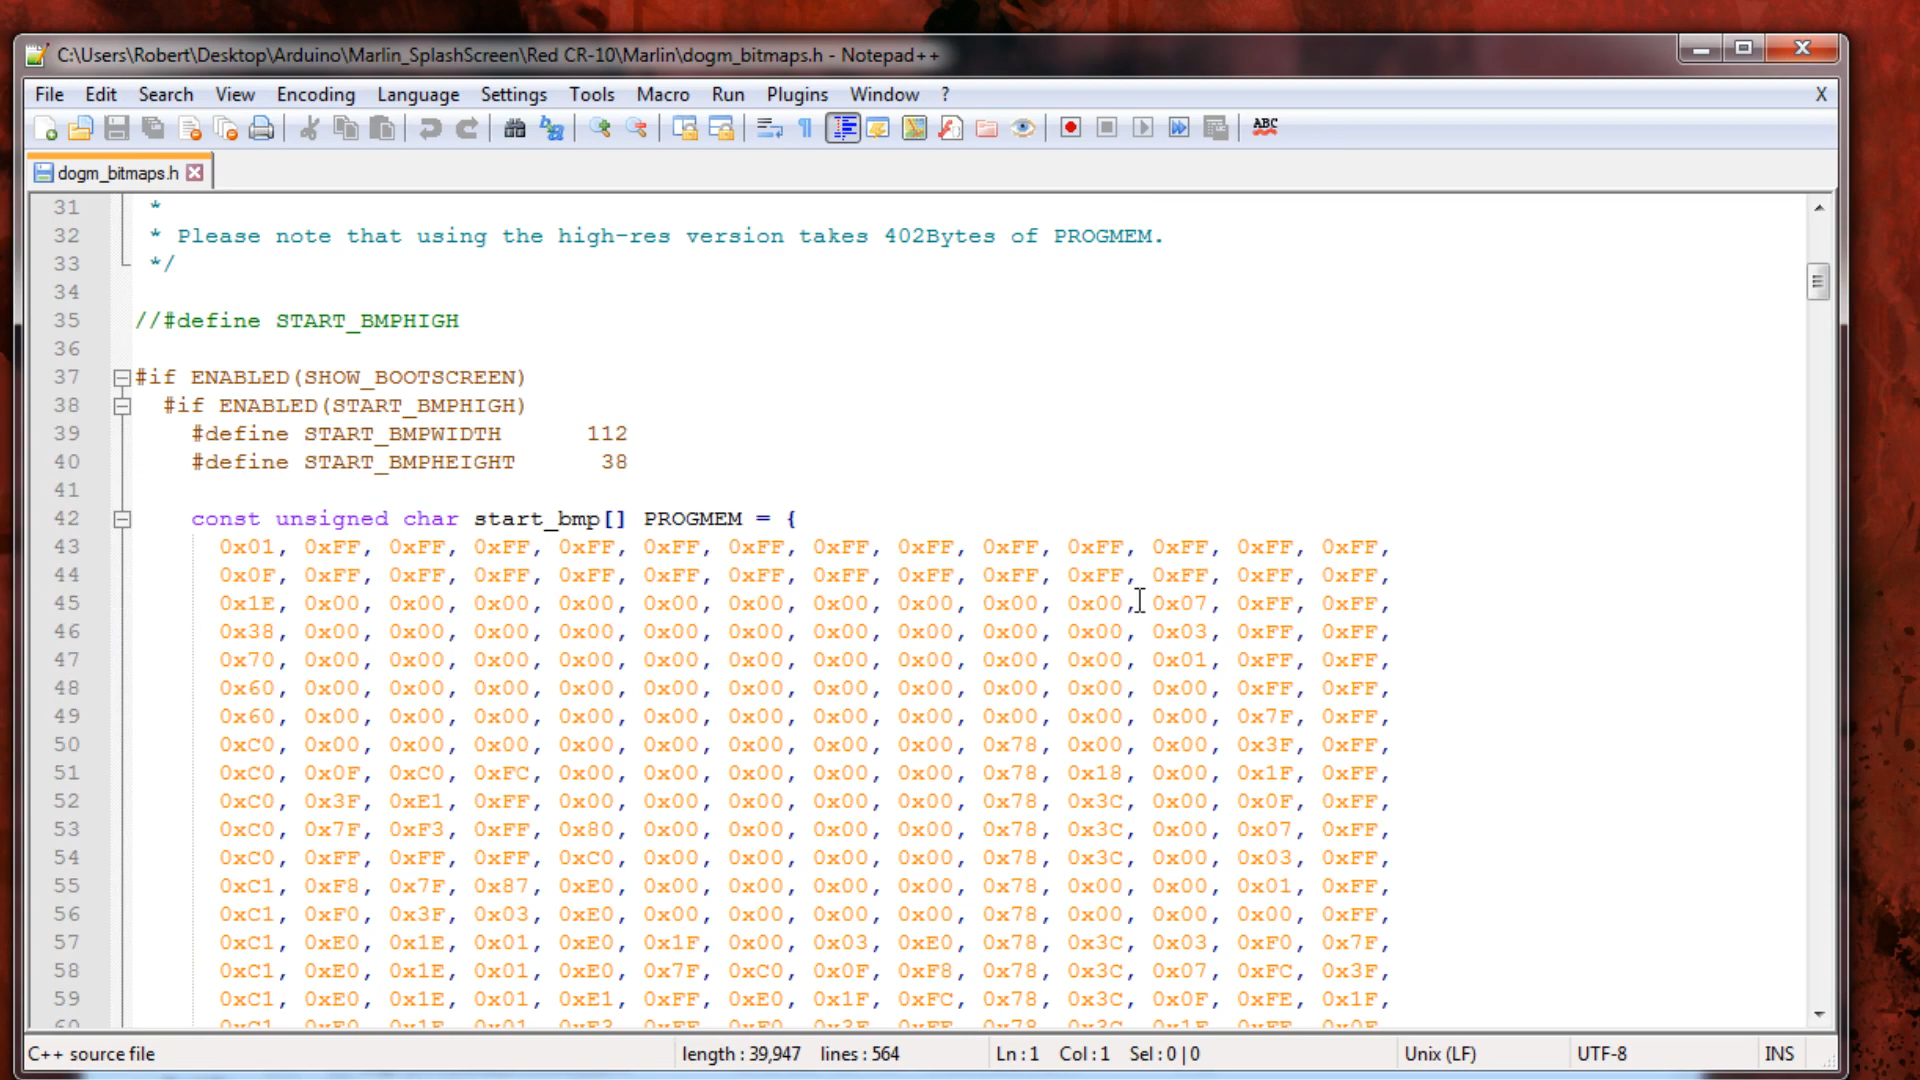 C:\Users\Robert\Desktop\Arduino\Marlin_SplashScreen\Red CR-10\Marlin\dogm_bitmaps.h - Notepad++
File Edit Search View Encoding Language Settings Tools Macro Run Plugins Window ? X
ABC
dogm_bitmaps.h
31 *
32 * Please note that using the high-res version takes 402Bytes of PROGMEM.
33 */
34
35 //#define START_BMPHIGH
36
37 #if ENABLED(SHOW_BOOTSCREEN)
38 #if ENABLED(START_BMPHIGH)
39 #define START_BMPWIDTH 112
40 #define START_BMPHEIGHT 38
41
42 const unsigned char start_bmp[] PROGMEM = {
43 0x01, 0xFF, 0xFF, 0xFF, 0xFF, 0xFF, 0xFF, 0xFF, 0xFF, 0xFF, 0xFF, 0xFF, 0xFF, 0xFF,
44 0x0F, 0xFF, 0xFF, 0xFF, 0xFF, 0xFF, 0xFF, 0xFF, 0xFF, 0xFF, 0xFF, 0xFF, 0xFF, 0xFF,
45 0x1E, 0x00, 0x00, 0x00, 0x00, 0x00, 0x00, 0x00, 0x00, 0x00, 0x00, 0x07, 0xFF, 0xFF,
46 0x38, 0x00, 0x00, 0x00, 0x00, 0x00, 0x00, 0x00, 0x00, 0x00, 0x00, 0x03, 0xFF, 0xFF,
47 0x70, 0x00, 0x00, 0x00, 0x00, 0x00, 0x00, 0x00, 0x00, 0x00, 0x00, 0x01, 0xFF, 0xFF,
48 0x60, 0x00, 0x00, 0x00, 0x00, 0x00, 0x00, 0x00, 0x00, 0x00, 0x00, 0x00, 0xFF, 0xFF,
49 0x60, 0x00, 0x00, 0x00, 0x00, 0x00, 0x00, 0x00, 0x00, 0x00, 0x00, 0x00, 0x7F, 0xFF,
50 0xC0, 0x00, 0x00, 0x00, 0x00, 0x00, 0x00, 0x00, 0x00, 0x78, 0x00, 0x00, 0x3F, 0xFF,
51 0xC0, 0x0F, 0xC0, 0xFC, 0x00, 0x00, 0x00, 0x00, 0x00, 0x78, 0x18, 0x00, 0x1F, 0xFF,
52 0xC0, 0x3F, 0xE1, 0xFF, 0x00, 0x00, 0x00, 0x00, 0x00, 0x78, 0x3C, 0x00, 0x0F, 0xFF,
53 0xC0, 0x7F, 0xF3, 0xFF, 0x80, 0x00, 0x00, 0x00, 0x00, 0x78, 0x3C, 0x00, 0x07, 0xFF,
54 0xC0, 0xFF, 0xFF, 0xFF, 0xC0, 0x00, 0x00, 0x00, 0x00, 0x78, 0x3C, 0x00, 0x03, 0xFF,
55 0xC1, 0xF8, 0x7F, 0x87, 0xE0, 0x00, 0x00, 0x00, 0x00, 0x78, 0x00, 0x00, 0x01, 0xFF,
56 0xC1, 0xF0, 0x3F, 0x03, 0xE0, 0x00, 0x00, 0x00, 0x00, 0x78, 0x00, 0x00, 0x00, 0xFF,
57 0xC1, 0xE0, 0x1E, 0x01, 0xE0, 0x1F, 0x00, 0x03, 0xE0, 0x78, 0x3C, 0x03, 0xF0, 0x7F,
58 0xC1, 0xE0, 0x1E, 0x01, 0xE0, 0x7F, 0xC0, 0x0F, 0xF8, 0x78, 0x3C, 0x07, 0xFC, 0x3F,
59 0xC1, 0xE0, 0x1E, 0x01, 0xE1, 0xFF, 0xE0, 0x1F, 0xFC, 0x78, 0x3C, 0x0F, 0xFE, 0x1F,
C++ source file length : 39,947 lines : 564 Ln : 1 Col : 1 Sel : 0 | 0 Unix (LF) UTF-8 INS